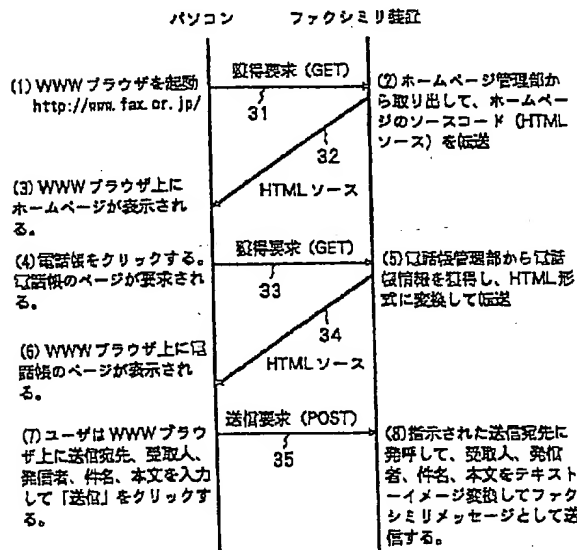 パソコン ファクシミリ装置
獲得要求 (GET)
(1) WWW ブラウザを起動
http://www.fax.or.jp/
31
(2) ホームページ管理部
から取り出して、ホームペー
ジのソースコード (HTML
ソース) を転送
32
HTML ソース
(3) WWW ブラウザ上に
ホームページが表示され
る。
(4)電話帳をクリックする。
電話帳のページが要求され
る。
獲得要求 (GET)
33
(5)電話帳管理部から電話
帳情報を獲得し、HTML形
式に変換して転送
34
HTML ソース
(6) WWW ブラウザ上に電
話帳のページが表示され
る。
送信要求 (POST)
35
(7) ユーザは WWW ブラウ
ザ上に送信宛先、受取人、
発信者、件名、本文を入力
して「送信」をクリックす
る。
(8)指示された送信宛先に
発呼して、受取人、発信
者、件名、本文をテキスト
ーイメージ変換してファク
シミリメッセージとして送
信する。